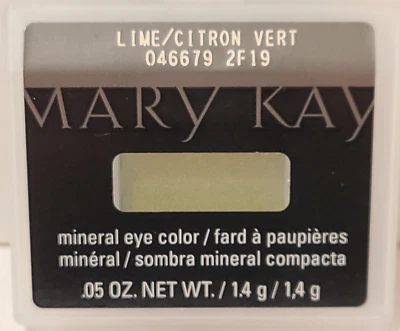 LIME/CITRON VERT
046679 2F19
MARY KAY
mineral eye color / fard à paupières
minéral / sombra mineral compacta
.05 OZ. NET WT. / 1.4 g / 1,4 g